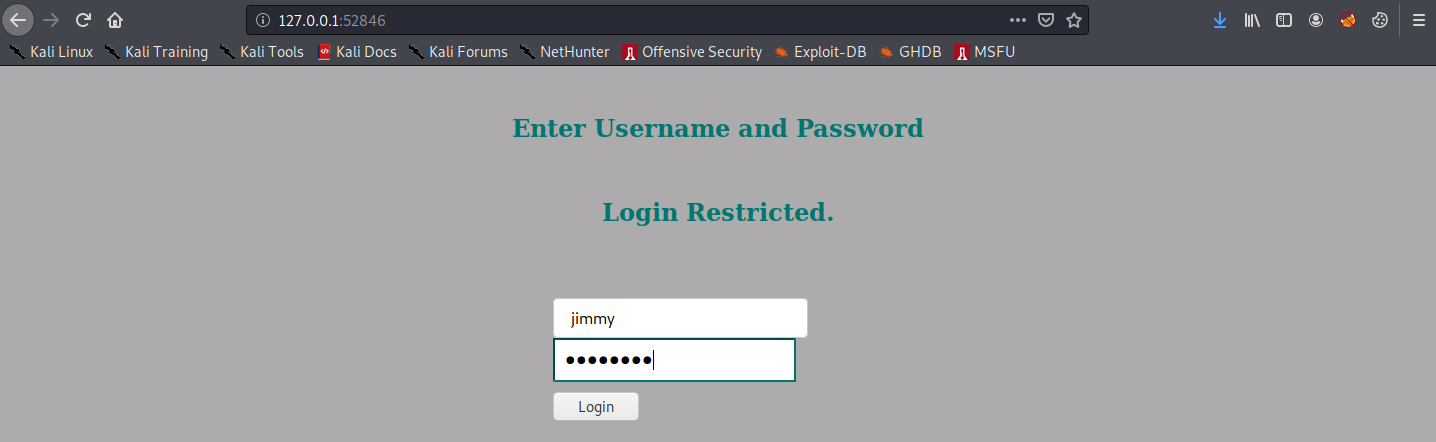 127.0.0.1:52846
Kali Linux Kali Training Kali Tools Kali Docs Kali Forums NetHunter Offensive Security Exploit-DB GHDB MSFU
Enter Username and Password
Login Restricted.
jimmy
••••••••
Login